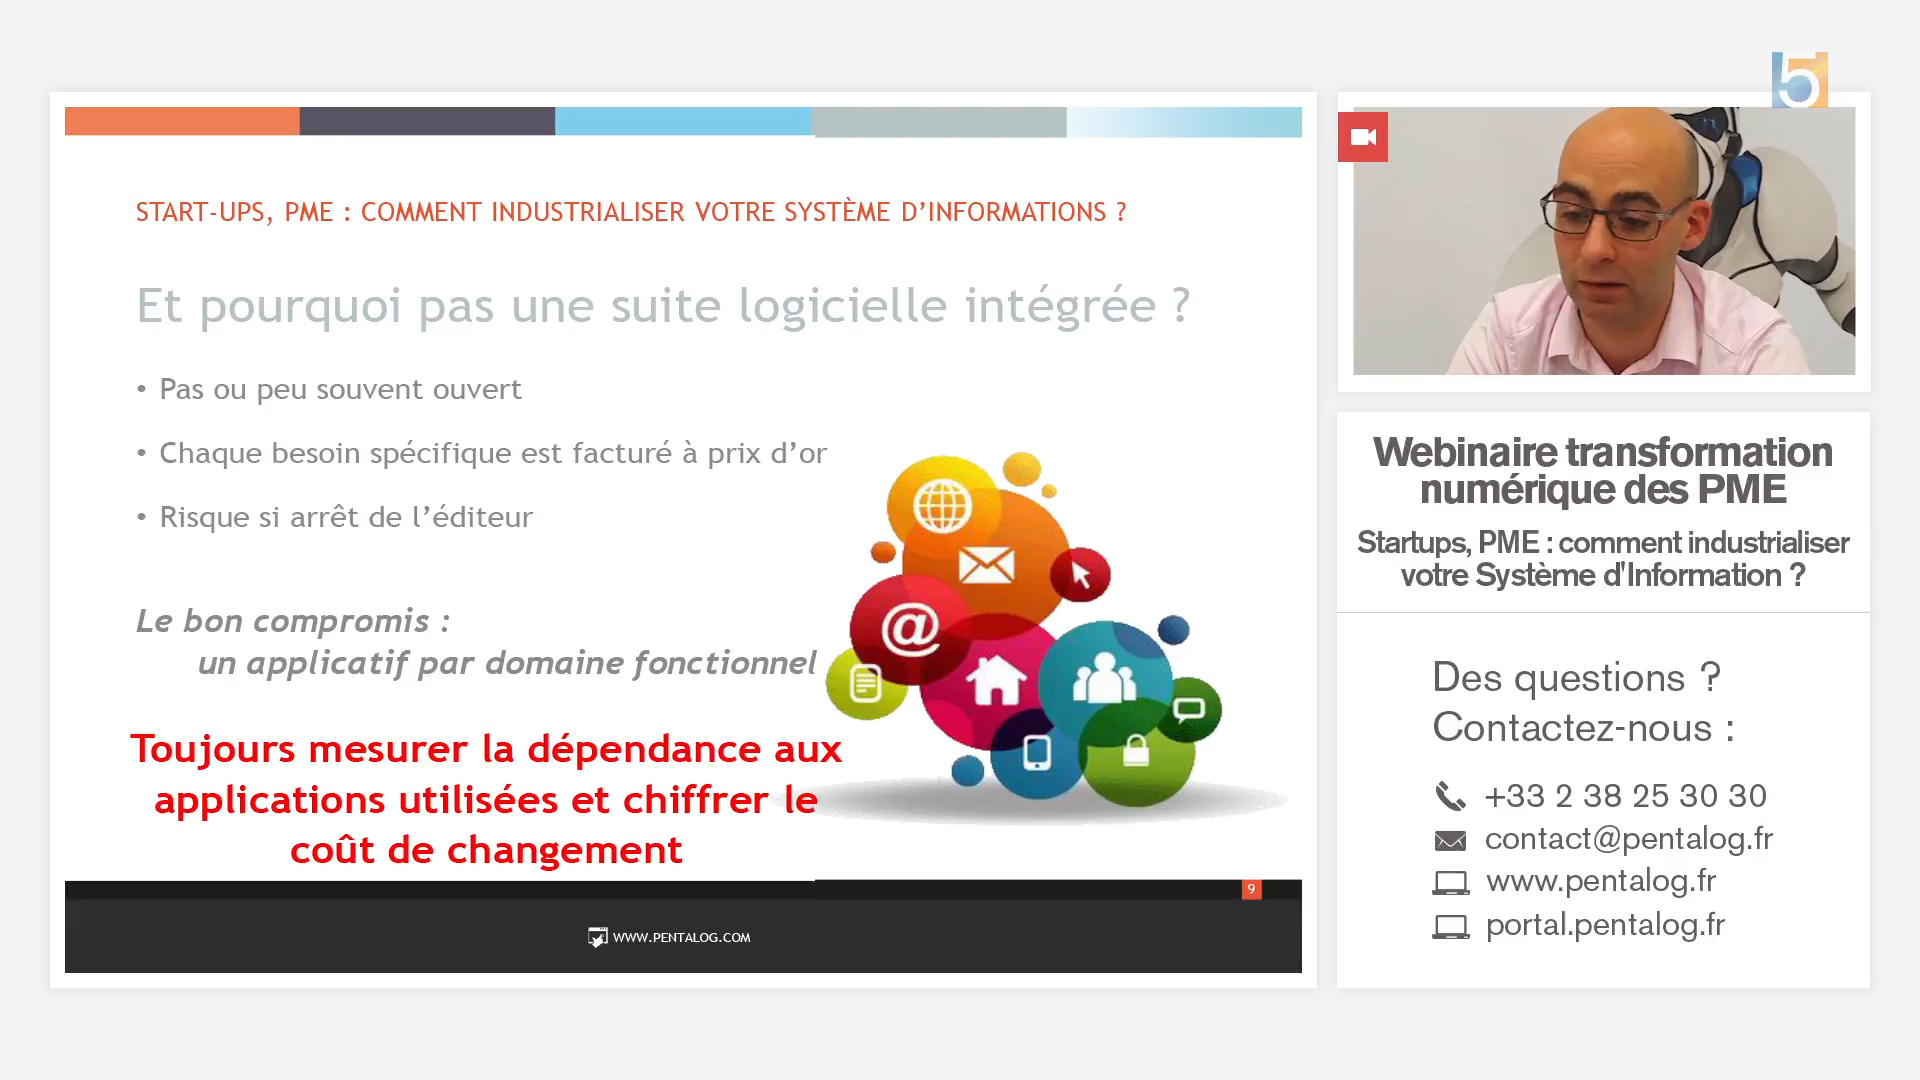 START-UPS, PME : COMMENT INDUSTRIALISER VOTRE SYSTÈME D’INFORMATIONS ?
Et pourquoi pas une suite logicielle intégrée ?
• Pas ou peu souvent ouvert
• Chaque besoin spécifique est facturé à prix d’or
• Risque si arrêt de l’éditeur
Le bon compromis :
un applicatif par domaine fonctionnel
Toujours mesurer la dépendance aux
applications utilisées et chiffrer le
coût de changement
9
WWW.PENTALOG.COM
5
Webinaire transformation
numérique des PME
Startups, PME : comment industrialiser
votre Système d'Information ?
Des questions ?
Contactez-nous :
+33 2 38 25 30 30
contact@pentalog.fr
www.pentalog.fr
portal.pentalog.fr